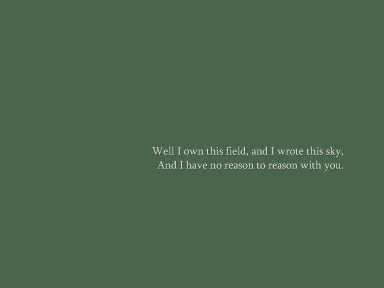 Well I own this field, and I wrote this sky,
And I have no reason to reason with you.